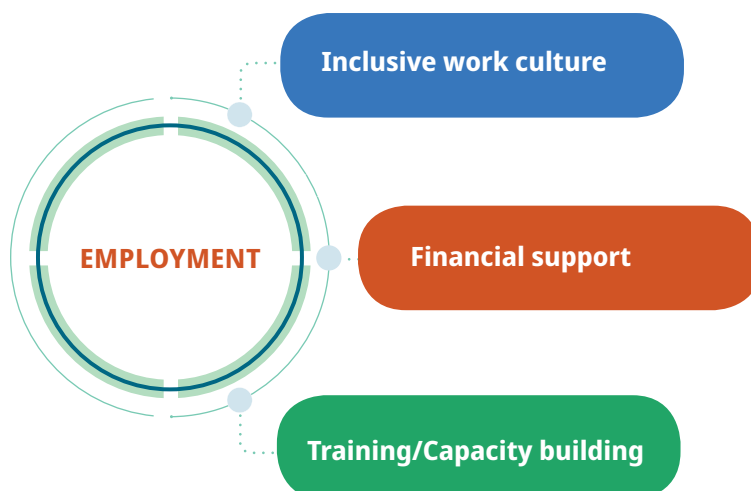 Inclusive work culture
EMPLOYMENT
Financial support
Training/Capacity building